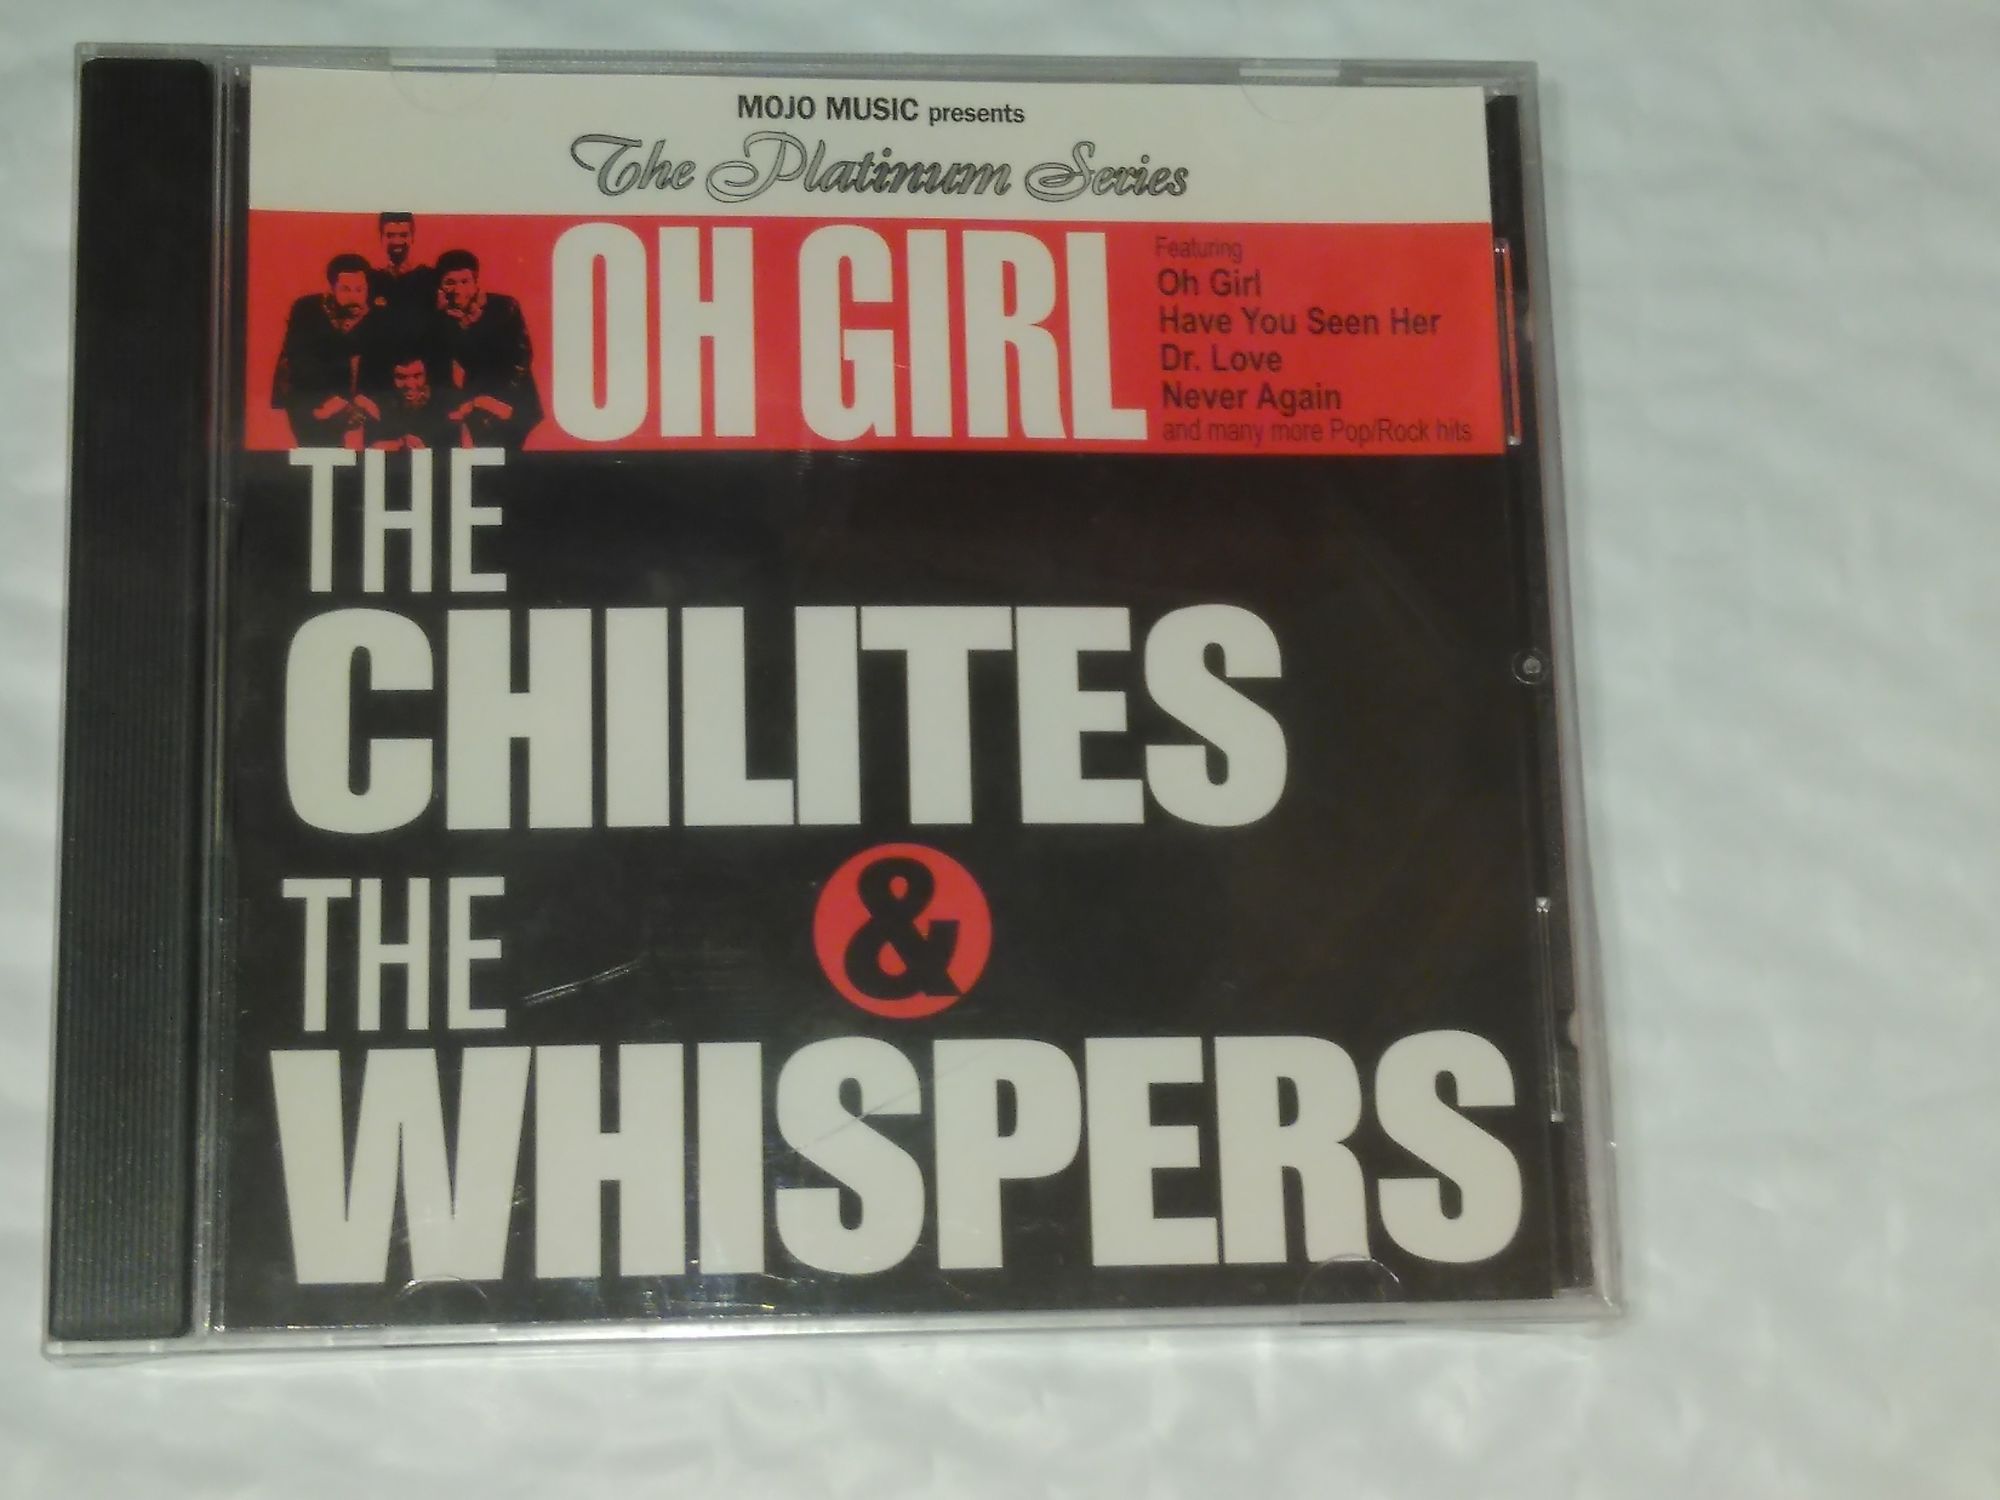 MOJO MUSIC presents
The Platinum Series
OH GIRL
Featuring
Oh Girl
Have You Seen Her
Dr. Love
Never Again
and many more Pop/Rock hits
THE
CHILITES
&
THE
WHISPERS